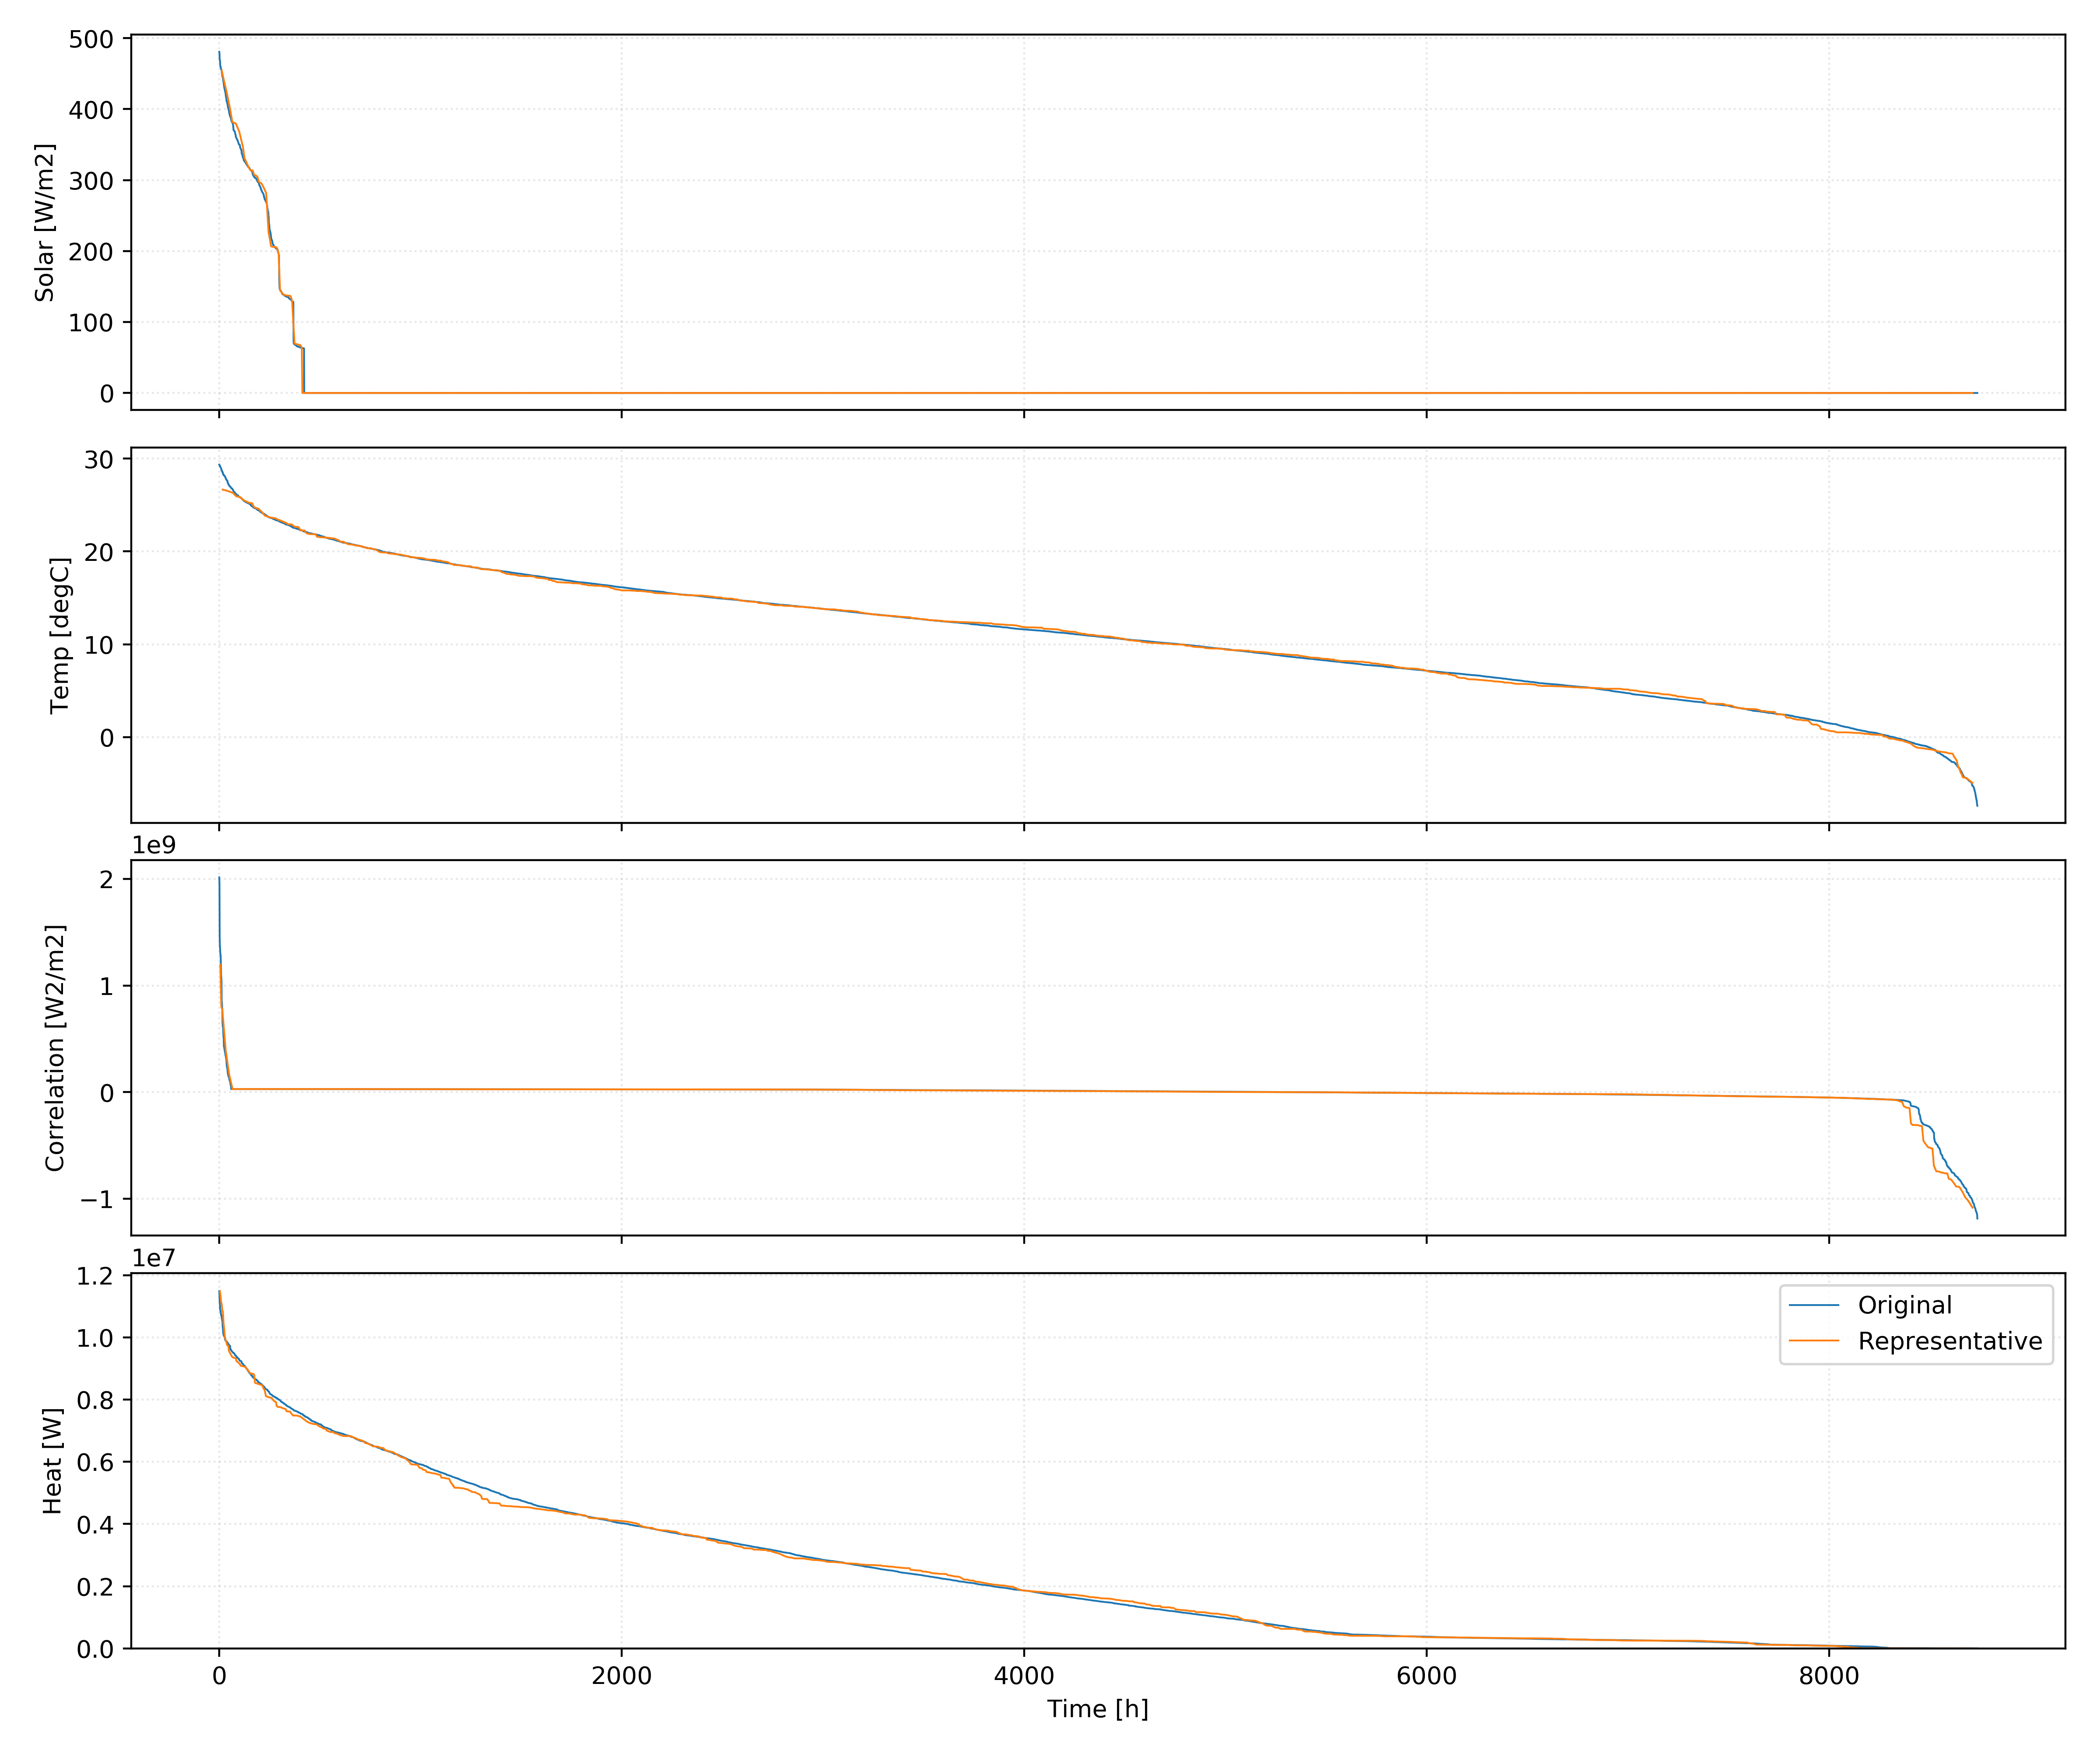 500
400
300
200
100
0
Solar [W/m2]
30
20
10
0
Temp [degC]
1e9
2
1
0
−1
Correlation [W2/m2]
1e7
1.2
1.0
0.8
0.6
0.4
0.2
0.0
Heat [W]
Original
Representative
0 2000 4000 6000 8000
Time [h]